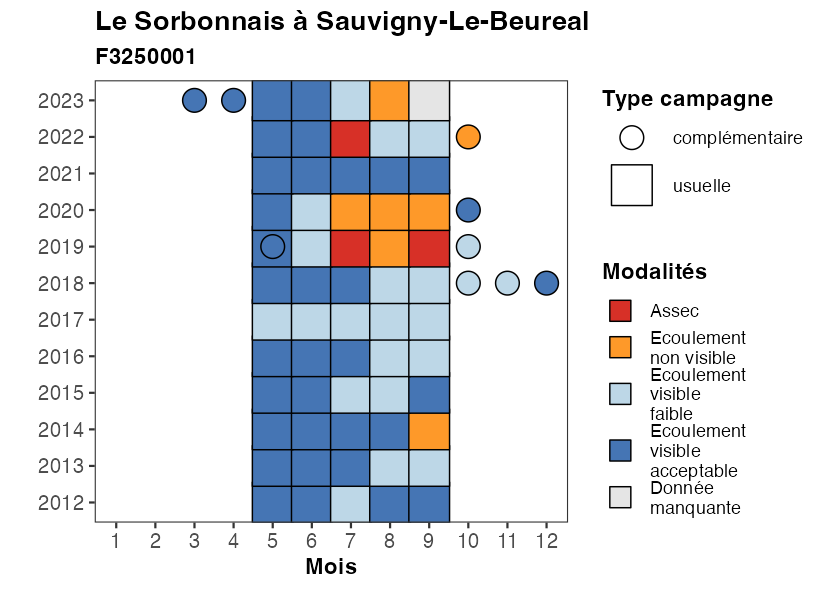 Le Sorbonnais à Sauvigny-Le-Beureal
F3250001
2023
2022
2021
2020
2019
2018
2017
2016
2015
2014
2013
2012
1 2 3 4 5 6 7 8 9 10 11 12
Mois
Type campagne
complémentaire
usuelle
Modalités
Assec
Ecoulement
non visible
Ecoulement
visible
faible
Ecoulement
visible
acceptable
Donnée
manquante